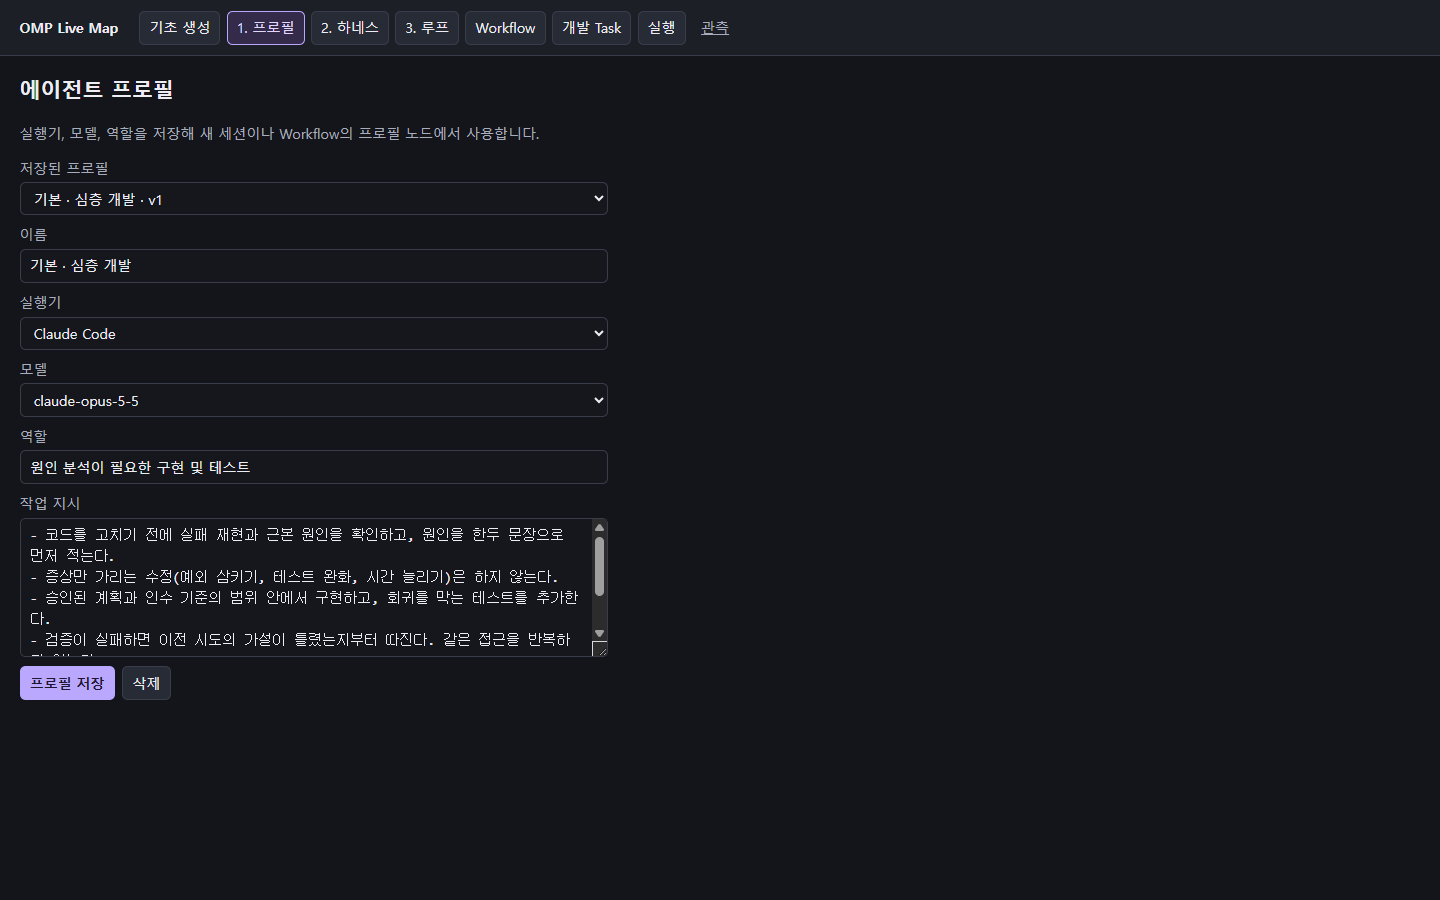 OMP Live Map 기초 생성 1. 프로필 2. 하네스 3. 루프 Workflow 개발 Task 실행 관측
에이전트 프로필
실행기, 모델, 역할을 저장해 새 세션이나 Workflow의 프로필 노드에서 사용합니다.
저장된 프로필
기본 · 심층 개발 · v1
이름
기본 · 심층 개발
실행기
Claude Code
모델
claude-opus-5-5
역할
원인 분석이 필요한 구현 및 테스트
작업 지시
- 코드를 고치기 전에 실패 재현과 근본 원인을 확인하고, 원인을 한두 문장으로
먼저 적는다.
- 증상만 가리는 수정(예외 삼키기, 테스트 완화, 시간 늘리기)은 하지 않는다.
- 승인된 계획과 인수 기준의 범위 안에서 구현하고, 회귀를 막는 테스트를 추가한
다.
- 검증이 실패하면 이전 시도의 가설이 틀렸는지부터 따진다. 같은 접근을 반복하
프로필 저장 삭제